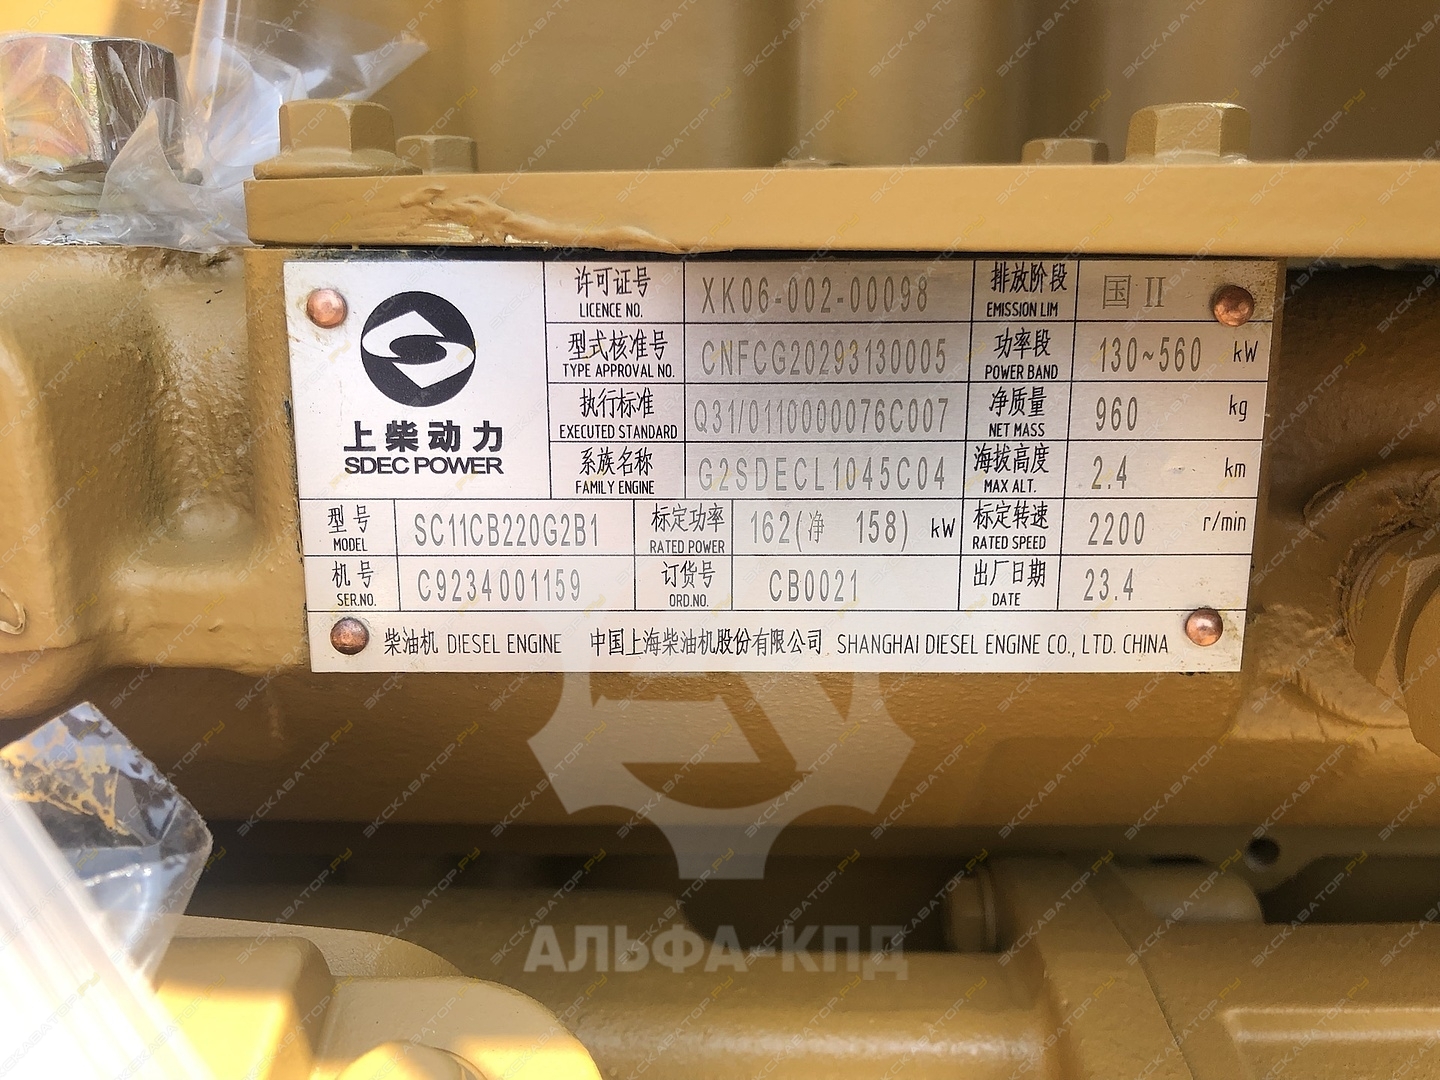 许可证号 XK06-002-00098 排放阶段 国 II
LICENCE NO. EMISSION LIM
型式核准号 CNFCG20293130005 功率段 130~560 kW
TYPE APPROVAL NO. POWER BAND
执行标准 Q31/0110000076C007 净质量 960 kg
EXECUTED STANDARD NET MASS
上柴动力
SDEC POWER
系族名称 G2SDECL1045C04 海拔高度 2.4 km
FAMILY ENGINE MAX ALT.
型号 SC11CB220G2B1 标定功率 162(净 158) kW 标定转速 2200 r/min
MODEL RATED POWER RATED SPEED
机号 C9234001159 订货号 CB0021 出厂日期 23.4
SER.NO. ORD.NO. DATE
柴油机 DIESEL ENGINE 中国上海柴油机股份有限公司 SHANGHAI DIESEL ENGINE CO., LTD. CHINA
АЛЬФА-КПД
ЭКСКАВАТОР.РУ